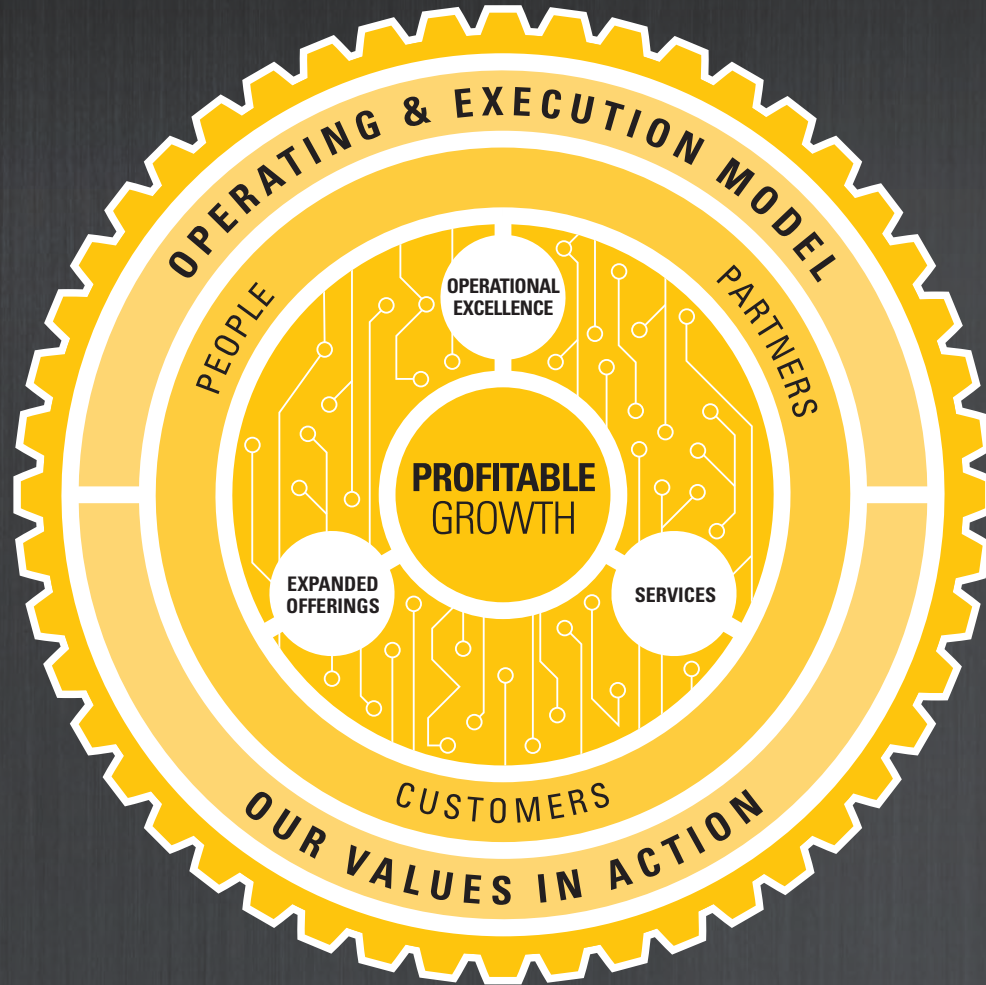 OPERATING & EXECUTION MODEL
PEOPLE
PARTNERS
OPERATIONAL
EXCELLENCE
PROFITABLE
GROWTH
EXPANDED
OFFERINGS
SERVICES
CUSTOMERS
OUR VALUES IN ACTION